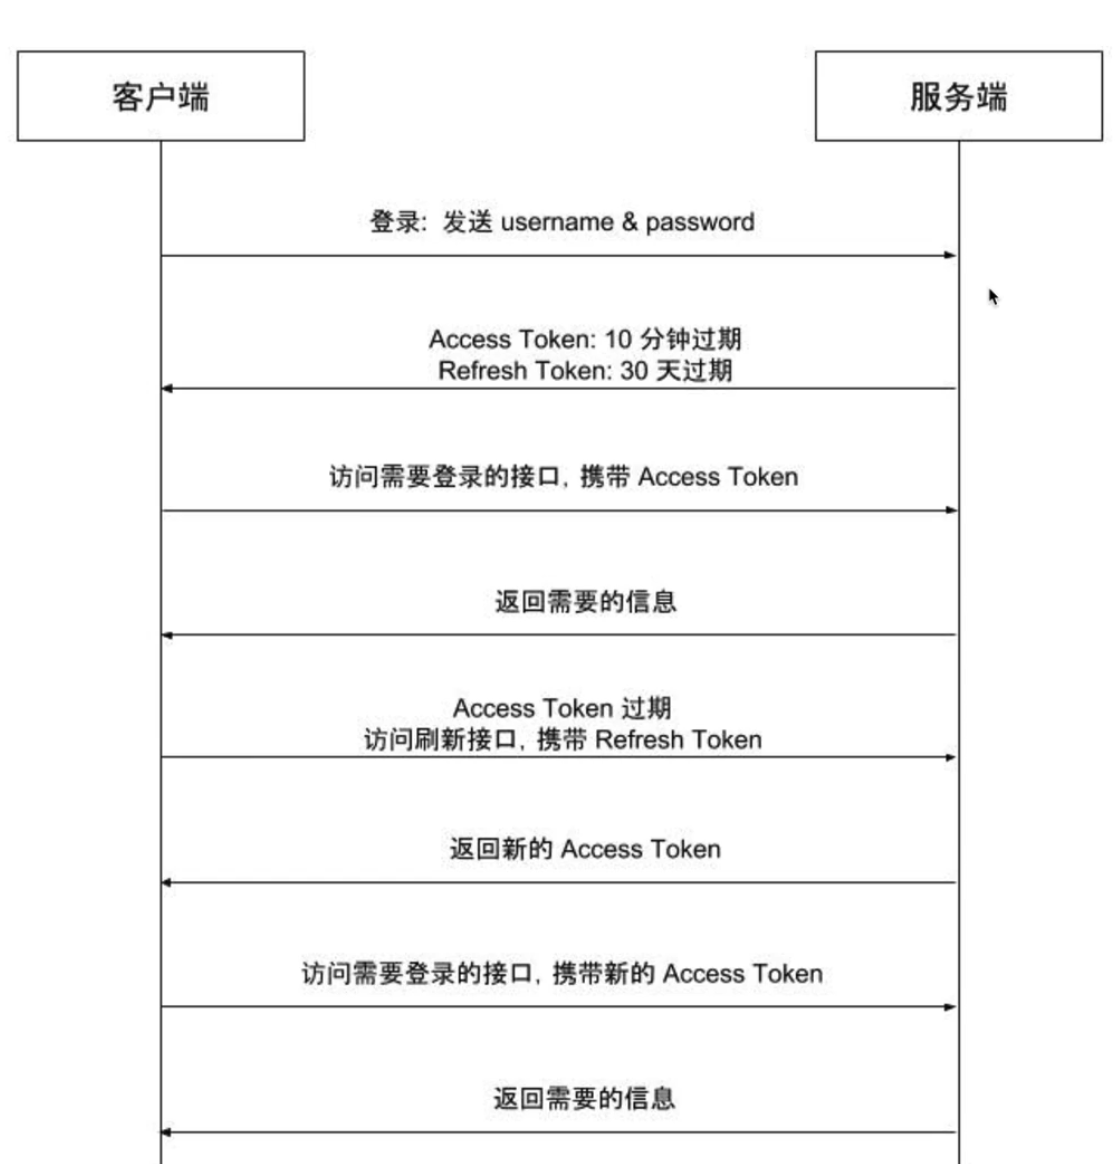 客户端
服务端
登录: 发送 username & password
Access Token: 10 分钟过期
Refresh Token: 30 天过期
访问需要登录的接口, 携带 Access Token
返回需要的信息
Access Token 过期
访问刷新接口, 携带 Refresh Token
返回新的 Access Token
访问需要登录的接口, 携带新的 Access Token
返回需要的信息